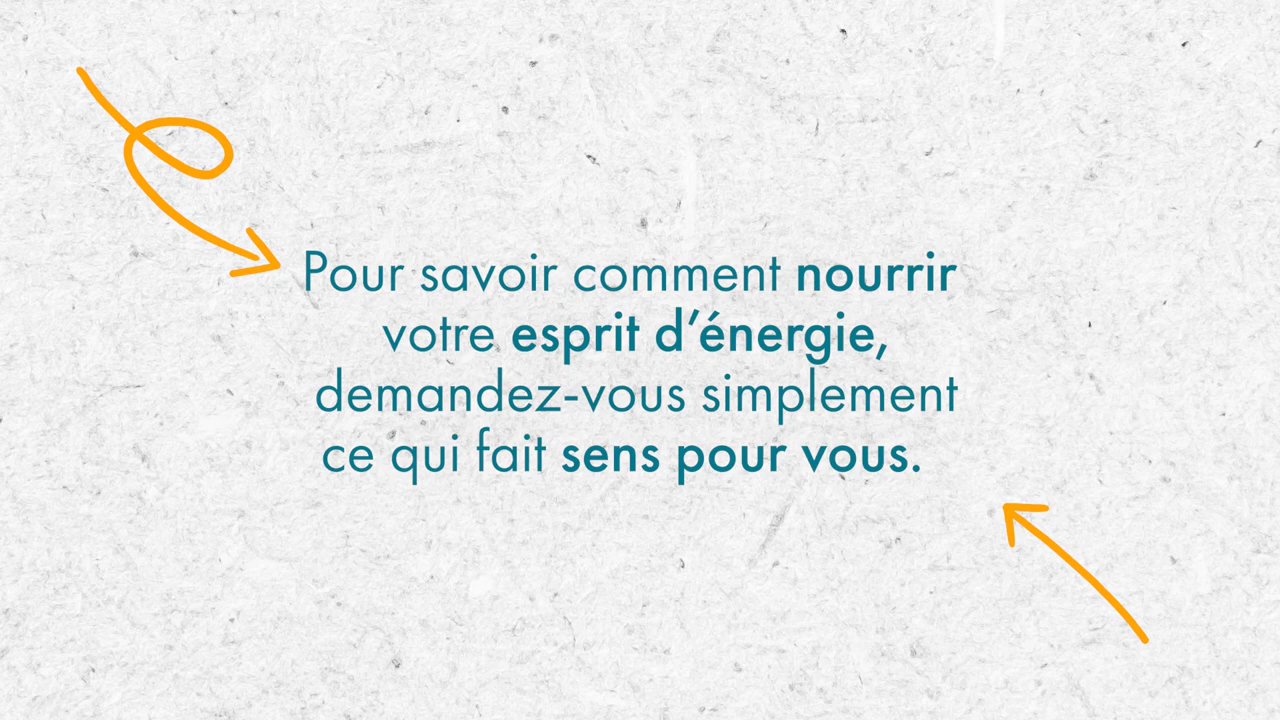 Pour savoir comment nourrir
votre esprit d’énergie,
demandez-vous simplement
ce qui fait sens pour vous.